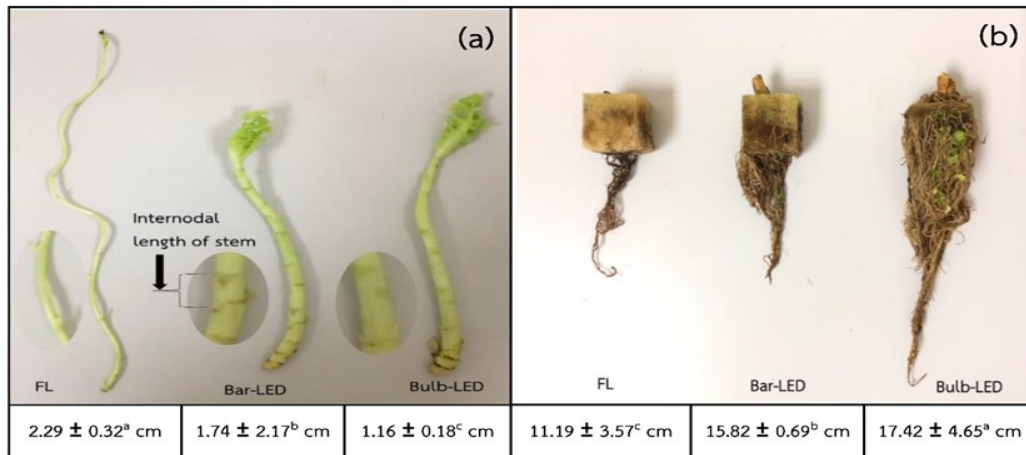 (a)
Internodal
length of stem
FL
Bar-LED
Bulb-LED
2.29 ± 0.32ᵃ cm
1.74 ± 2.17ᵇ cm
1.16 ± 0.18ᶜ cm
(b)
FL
Bar-LED
Bulb-LED
11.19 ± 3.57ᶜ cm
15.82 ± 0.69ᵇ cm
17.42 ± 4.65ᵃ cm